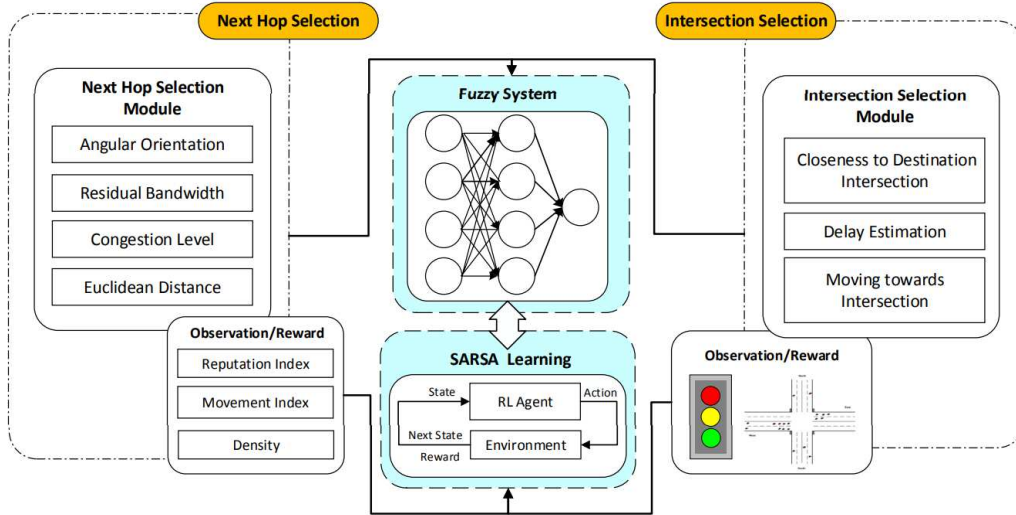 Next Hop Selection
Intersection Selection
Next Hop Selection
Module
Angular Orientation
Residual Bandwidth
Congestion Level
Euclidean Distance
Observation/Reward
Reputation Index
Movement Index
Density
Fuzzy System
SARSA Learning
State
Action
RL Agent
Next State
Environment
Reward
Intersection Selection
Module
Closeness to Destination
Intersection
Delay Estimation
Moving towards
Intersection
Observation/Reward